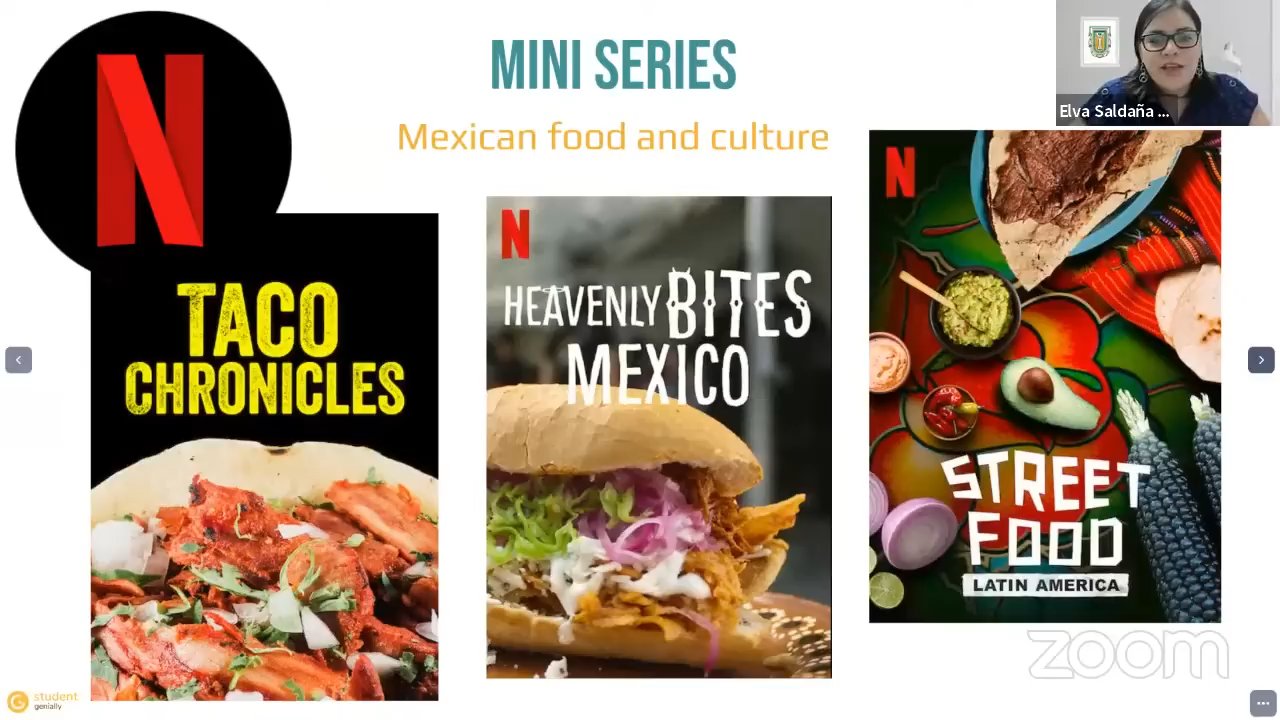 MINI SERIES
Mexican food and culture
Elva Saldaña ...
N
TACO
CHRONICLES
N
HEAVENLY BITES
MEXICO
N
STREET
FOOD
LATIN AMERICA
zoom
student
genially